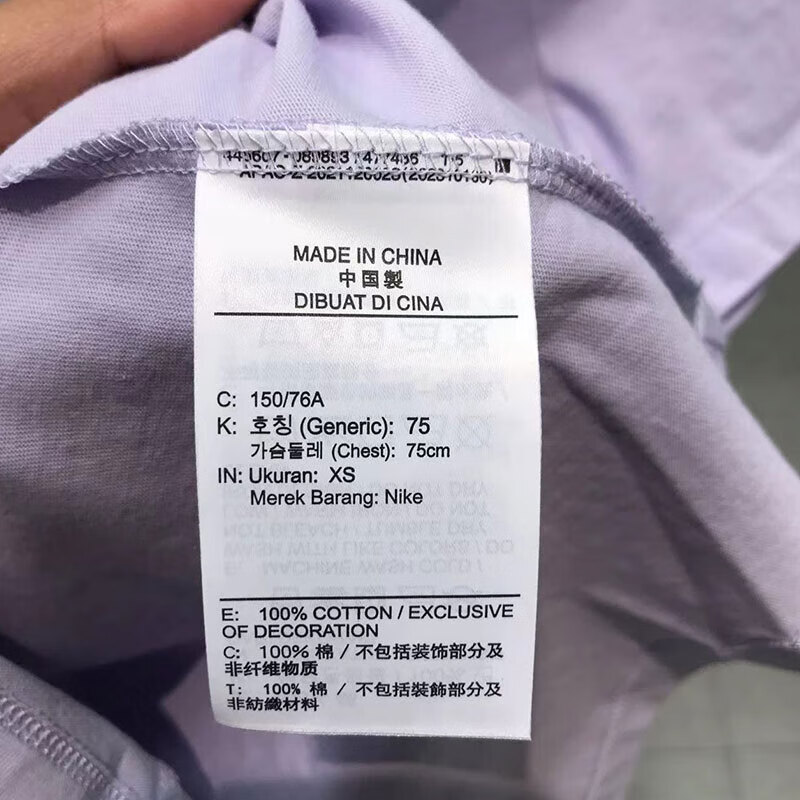 MADE IN CHINA
中国製
DIBUAT DI CINA
C: 150/76A
K: 호칭 (Generic): 75
가슴둘레 (Chest): 75cm
IN: Ukuran: XS
Merek Barang: Nike
E: 100% COTTON / EXCLUSIVE
OF DECORATION
C: 100% 棉 / 不包括装饰部分及
非纤维物质
T: 100% 棉 / 不包括裝飾部分及
非紡織材料